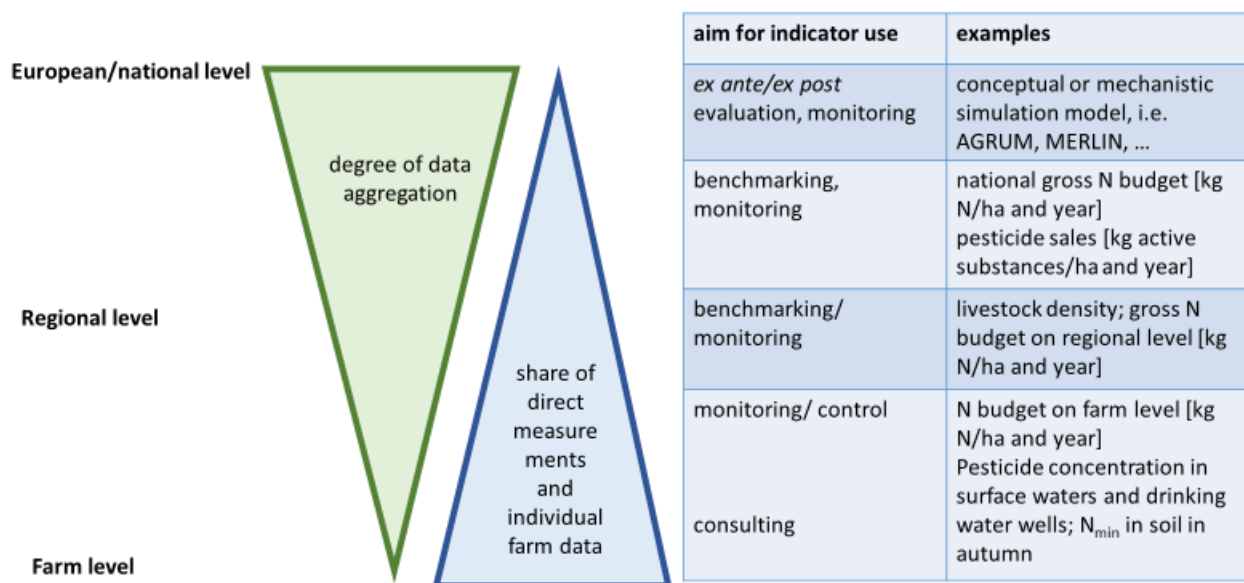 European/national level
Regional level
Farm level
degree of data
aggregation
share of
direct
measure
ments
and
individual
farm data
aim for indicator use
examples
ex ante/ex post
evaluation, monitoring
conceptual or mechanistic
simulation model, i.e.
AGRUM, MERLIN, ...
benchmarking,
monitoring
national gross N budget [kg
N/ha and year]
pesticide sales [kg active
substances/ha and year]
benchmarking/
monitoring
livestock density; gross N
budget on regional level [kg
N/ha and year]
monitoring/ control
consulting
N budget on farm level [kg
N/ha and year]
Pesticide concentration in
surface waters and drinking
water wells; Nmin in soil in
autumn